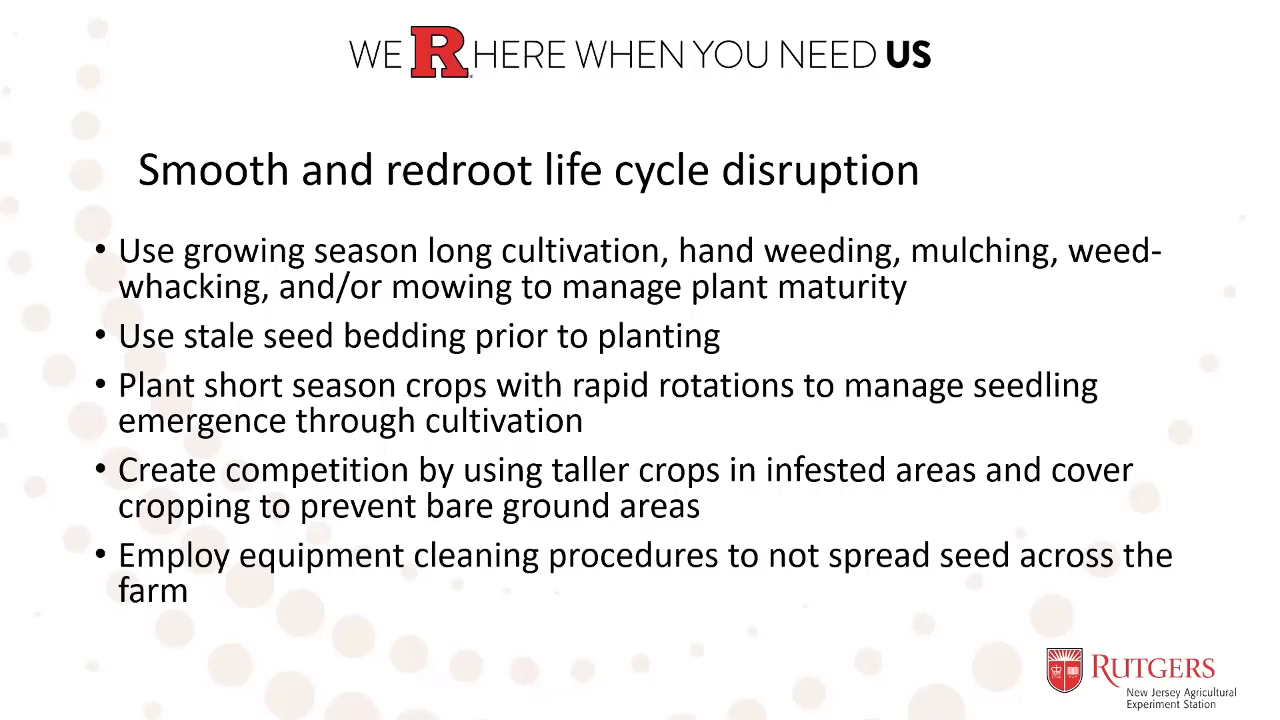 WE R HERE WHEN YOU NEED US
Smooth and redroot life cycle disruption
• Use growing season long cultivation, hand weeding, mulching, weed-
whacking, and/or mowing to manage plant maturity
• Use stale seed bedding prior to planting
• Plant short season crops with rapid rotations to manage seedling
emergence through cultivation
• Create competition by using taller crops in infested areas and cover
cropping to prevent bare ground areas
• Employ equipment cleaning procedures to not spread seed across the
farm
RUTGERS
New Jersey Agricultural
Experiment Station